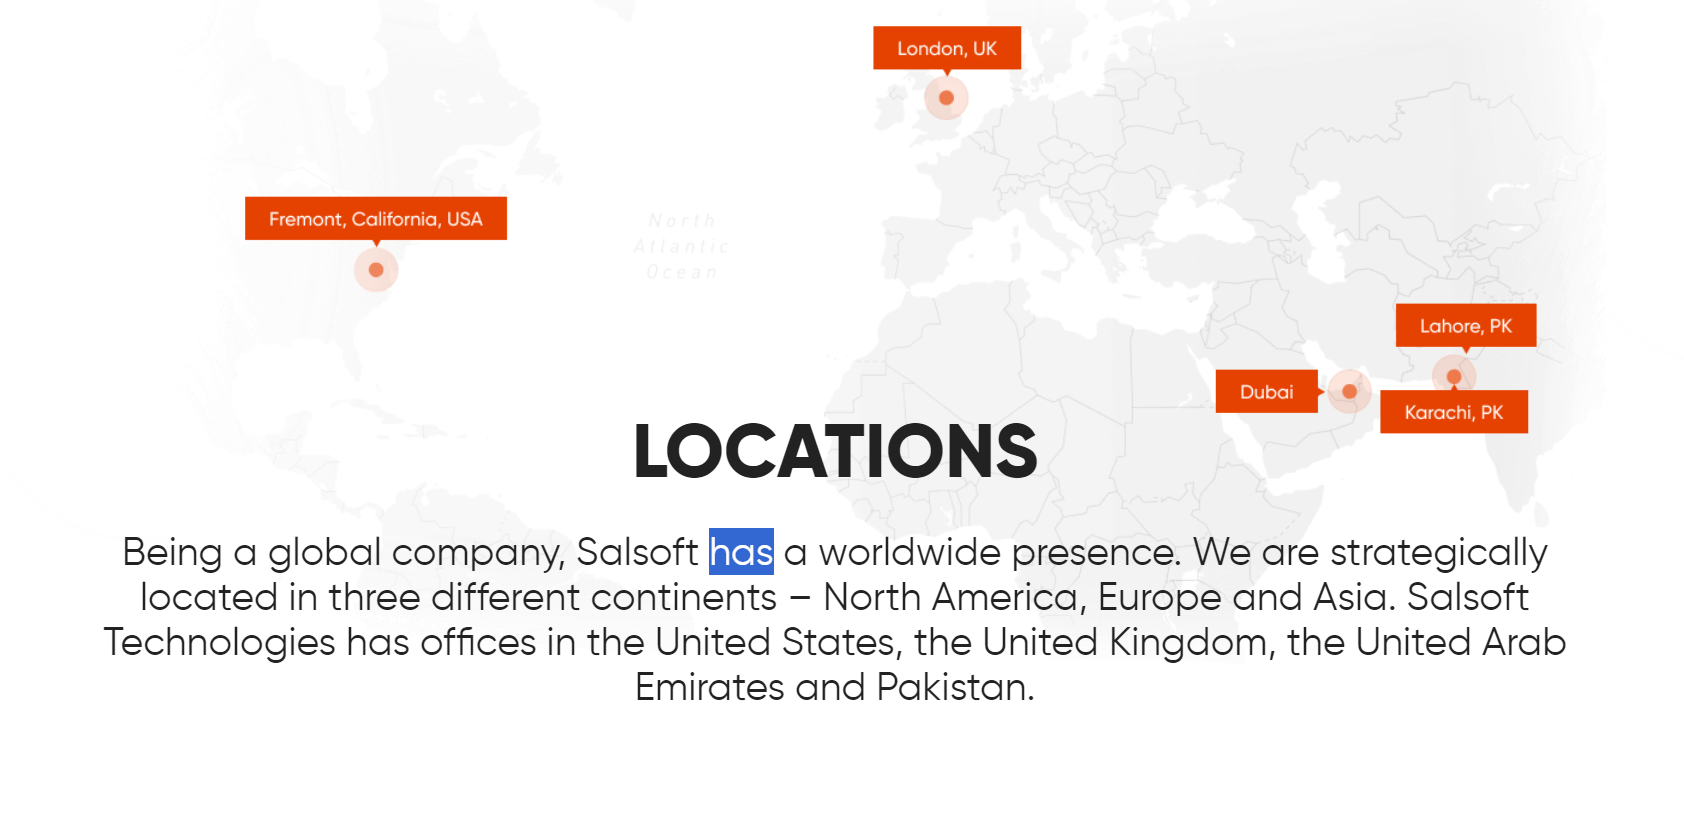 London, UK
Fremont, California, USA
North
Atlantic
Ocean
Lahore, PK
Dubai
Karachi, PK
LOCATIONS
Being a global company, Salsoft has a worldwide presence. We are strategically
located in three different continents – North America, Europe and Asia. Salsoft
Technologies has offices in the United States, the United Kingdom, the United Arab
Emirates and Pakistan.